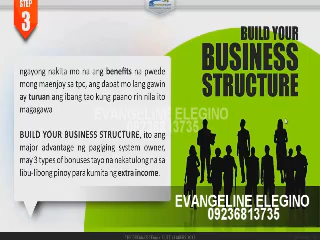 STEP
3
BUILD YOUR
BUSINESS
STRUCTURE
ngayong nakita mo na ang benefits na pwede
mong maenjoy sa tpc, ang dapat mo lang gawin
ay turuan ang ibang tao kung paano rin nila ito
magagawa
EVANGELINE ELEGINO
09236813735
BUILD YOUR BUSINESS STRUCTURE, ito ang
major advantage ng pagiging system owner,
may 3 types of bonuses tayo na nakatulong na sa
libu-libong pinoy para kumita ng extra income.
EVANGELINE ELEGINO
09236813735